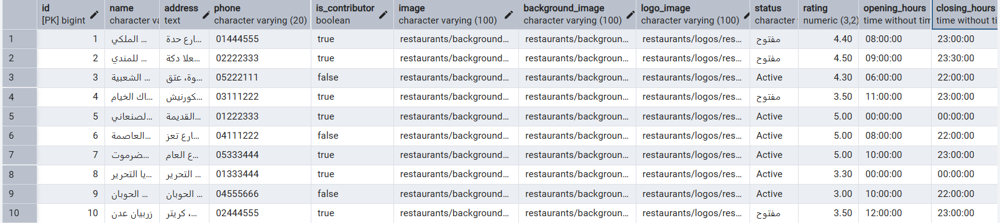 id name address phone is_contributor image background_image logo_image status rating opening_hours closing_hours
[PK] bigint character va text character varying (20) boolean character varying (100) character varying (100) character varying (100) character numeric (3,2) time without tim time without ti
1 1 ... الملكي ...ارع حدة 01444555 true restaurants/background... restaurants/backgroun... restaurants/logos/res... مفتوح 4.40 08:00:00 23:00:00
2 2 ... للمندي ...علا دكة 02222333 true restaurants/background... restaurants/backgroun... restaurants/logos/res... مفتوح 4.50 09:00:00 23:30:00
3 3 ... الشعبية ...وة، عتق 05222111 false restaurants/background... restaurants/backgroun... restaurants/logos/res... Active 4.30 06:00:00 22:00:00
4 4 ...اك الخيام ...كورنيش 03111222 true restaurants/background... restaurants/backgroun... restaurants/logos/res... مفتوح 3.50 11:00:00 23:00:00
5 5 ...لصنعاني ...القديمة 01222333 true restaurants/background... restaurants/backgroun... restaurants/logos/res... Active 5.00 00:00:00 00:00:00
6 6 ...العاصمة ...ارع تعز 04111222 false restaurants/background... restaurants/backgroun... restaurants/logos/res... Active 5.00 08:00:00 22:00:00
7 7 ...ضرموت ...ع العام 05333444 true restaurants/background... restaurants/backgroun... restaurants/logos/res... Active 5.00 10:00:00 23:00:00
8 8 ...يا التحرير ... التحرير 01333444 true restaurants/background... restaurants/backgroun... restaurants/logos/res... Active 3.30 00:00:00 00:00:00
9 9 ... الحوبان ... الحوبان 04555666 false restaurants/background... restaurants/backgroun... restaurants/logos/res... Active 3.00 10:00:00 22:00:00
10 10 زربيان عدن ...، كريتر 02444555 true restaurants/background... restaurants/backgroun... restaurants/logos/res... مفتوح 3.50 12:00:00 23:00:00